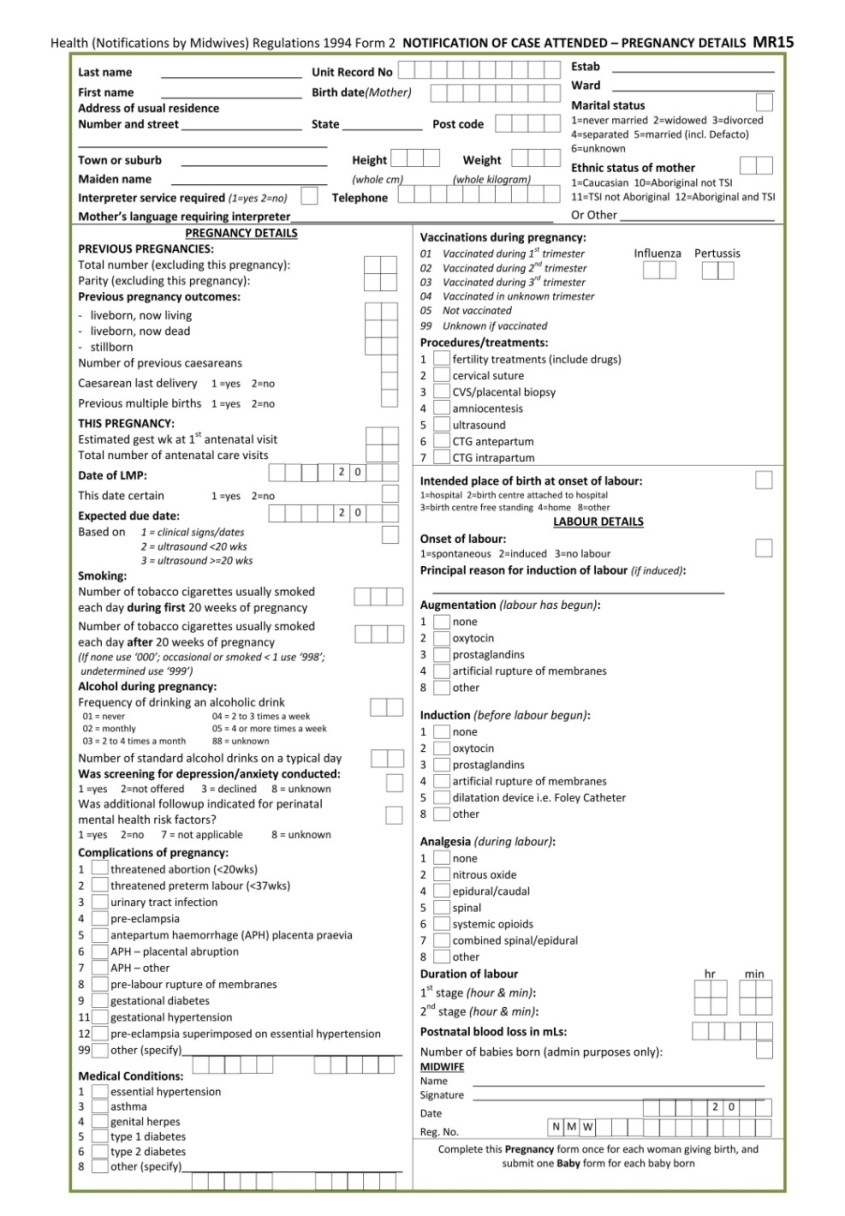 Health (Notifications by Midwives) Regulations 1994 Form 2 NOTIFICATION OF CASE ATTENDED – PREGNANCY DETAILS MR15
Last name
Unit Record No
Estab
First name
Birth date(Mother)
Ward
Address of usual residence
Marital status
Number and street
State
Post code
1=never married 2=widowed 3=divorced
4=separated 5=married (incl. Defacto)
6=unknown
Town or suburb
Height
Weight
Ethnic status of mother
Maiden name
(whole cm)
(whole kilogram)
1=Caucasian 10=Aboriginal not TSI
Interpreter service required (1=yes 2=no)
Telephone
11=TSI not Aboriginal 12=Aboriginal and TSI
Mother's language requiring interpreter
Or Other
PREGNANCY DETAILS
PREVIOUS PREGNANCIES:
Total number (excluding this pregnancy):
Parity (excluding this pregnancy):
Previous pregnancy outcomes:
- liveborn, now living
- liveborn, now dead
- stillborn
Number of previous caesareans
Caesarean last delivery 1 =yes 2=no
Previous multiple births 1 =yes 2=no
THIS PREGNANCY:
Estimated gest wk at 1st antenatal visit
Total number of antenatal care visits
Date of LMP: 2 0
This date certain 1 =yes 2=no
Expected due date: 2 0
Based on 1 = clinical signs/dates
2 = ultrasound <20 wks
3 = ultrasound >=20 wks
Smoking:
Number of tobacco cigarettes usually smoked
each day during first 20 weeks of pregnancy
Number of tobacco cigarettes usually smoked
each day after 20 weeks of pregnancy
(If none use '000'; occasional or smoked < 1 use '998';
undetermined use '999')
Alcohol during pregnancy:
Frequency of drinking an alcoholic drink
01 = never 04 = 2 to 3 times a week
02 = monthly 05 = 4 or more times a week
03 = 2 to 4 times a month 88 = unknown
Number of standard alcohol drinks on a typical day
Was screening for depression/anxiety conducted:
1 =yes 2=not offered 3 = declined 8 = unknown
Was additional followup indicated for perinatal
mental health risk factors?
1 =yes 2=no 7 = not applicable 8 = unknown
Complications of pregnancy:
1 threatened abortion (<20wks)
2 threatened preterm labour (<37wks)
3 urinary tract infection
4 pre-eclampsia
5 antepartum haemorrhage (APH) placenta praevia
6 APH – placental abruption
7 APH – other
8 pre-labour rupture of membranes
9 gestational diabetes
11 gestational hypertension
12 pre-eclampsia superimposed on essential hypertension
99 other (specify)
Medical Conditions:
1 essential hypertension
3 asthma
4 genital herpes
5 type 1 diabetes
6 type 2 diabetes
8 other (specify)
Vaccinations during pregnancy:
01 Vaccinated during 1st trimester
Influenza Pertussis
02 Vaccinated during 2nd trimester
03 Vaccinated during 3rd trimester
04 Vaccinated in unknown trimester
05 Not vaccinated
99 Unknown if vaccinated
Procedures/treatments:
1 fertility treatments (include drugs)
2 cervical suture
3 CVS/placental biopsy
4 amniocentesis
5 ultrasound
6 CTG antepartum
7 CTG intrapartum
Intended place of birth at onset of labour:
1=hospital 2=birth centre attached to hospital
3=birth centre free standing 4=home 8=other
LABOUR DETAILS
Onset of labour:
1=spontaneous 2=induced 3=no labour
Principal reason for induction of labour (if induced):
Augmentation (labour has begun):
1 none
2 oxytocin
3 prostaglandins
4 artificial rupture of membranes
8 other
Induction (before labour begun):
1 none
2 oxytocin
3 prostaglandins
4 artificial rupture of membranes
5 dilatation device i.e. Foley Catheter
8 other
Analgesia (during labour):
1 none
2 nitrous oxide
4 epidural/caudal
5 spinal
6 systemic opioids
7 combined spinal/epidural
8 other
Duration of labour hr min
1st stage (hour & min):
2nd stage (hour & min):
Postnatal blood loss in mLs:
Number of babies born (admin purposes only):
MIDWIFE
Name
Signature
Date 2 0
Reg. No. N M W
Complete this Pregnancy form once for each woman giving birth, and
submit one Baby form for each baby born